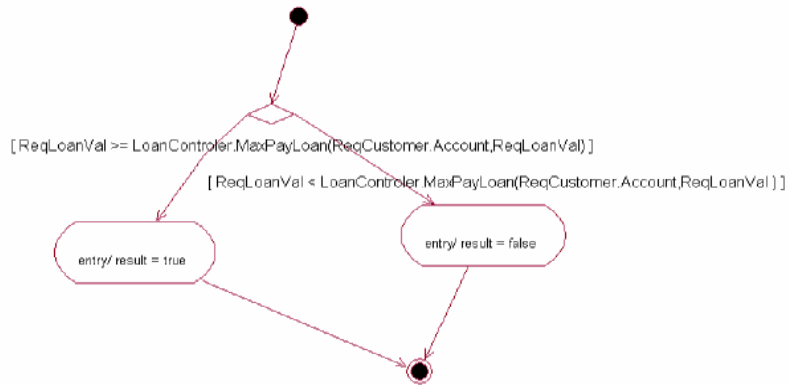 [ ReqLoanVal >= LoanControler.MaxPayLoan(ReqCustomer.Account,ReqLoanVal) ]
[ ReqLoanVal < LoanControler.MaxPayLoan(ReqCustomer.Account,ReqLoanVal ) ]
entry/ result = true
entry/ result = false